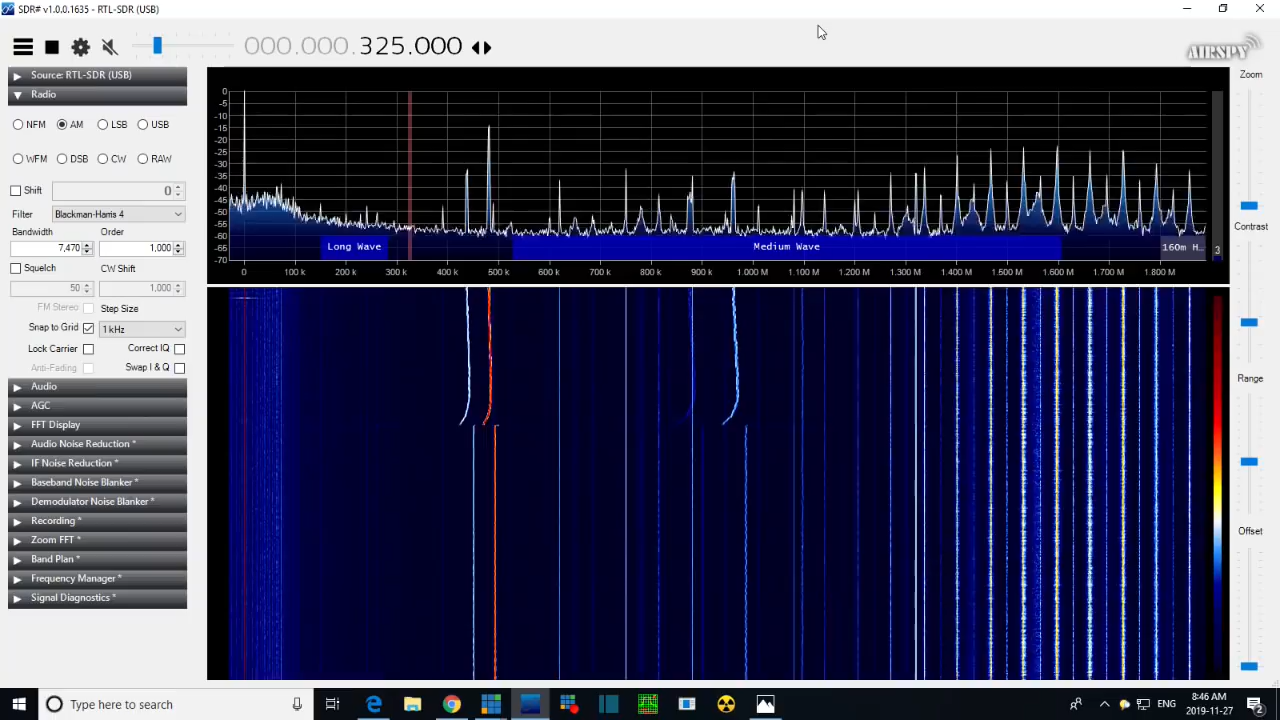 SDR# v1.0.0.1635 - RTL-SDR (USB)
000.000.325.000
AIRSPY
Source: RTL-SDR (USB)
Radio
NFM AM LSB USB
WFM DSB CW RAW
Shift 0
Filter Blackman-Harris 4
Bandwidth Order
7,470 1,000
Squelch CW Shift
50 1,000
FM Stereo Step Size
Snap to Grid 1 kHz
Lock Carrier Correct IQ
Anti-Fading Swap I & Q
Audio
AGC
FFT Display
Audio Noise Reduction *
IF Noise Reduction *
Baseband Noise Blanker *
Demodulator Noise Blanker *
Recording *
Zoom FFT *
Band Plan *
Frequency Manager *
Signal Diagnostics *
0
-5
-10
-15
-20
-25
-30
-35
-40
-45
-50
-55
-60
-65
-70
Long Wave Medium Wave 160m H...
3
0 100 k 200 k 300 k 400 k 500 k 600 k 700 k 800 k 900 k 1.000 M 1.100 M 1.200 M 1.300 M 1.400 M 1.500 M 1.600 M 1.700 M 1.800 M
Zoom
Contrast
Range
Offset
Type here to search
ENG
8:46 AM
2019-11-27
2